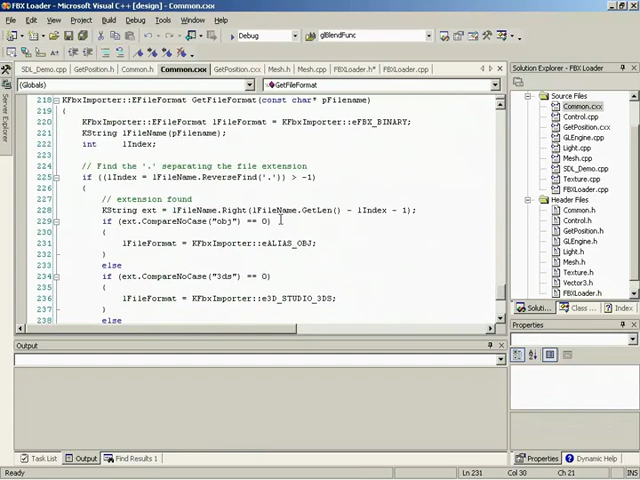 FBX Loader - Microsoft Visual C++ [design] - Common.cxx
File Edit View Project Build Debug Tools Window Help
Debug glBlendFunc
SDL_Demo.cpp GetPosition.h Common.h Common.cxx GetPosition.cxx Mesh.h Mesh.cpp FBXLoader.h* FBXLoader.cpp
(Globals) GetFileFormat
Server Explorer
218 KFbxImporter::EFileFormat GetFileFormat(const char* pFilename)
219 {
220 KFbxImporter::EFileFormat lFileFormat = KFbxImporter::eFBX_BINARY;
221 KString lFileName(pFilename);
222 int lIndex;
223
224 // Find the '.' separating the file extension
225 if ((lIndex = lFileName.ReverseFind('.')) > -1)
226 {
227 // extension found
228 KString ext = lFileName.Right(lFileName.GetLen() - lIndex - 1);
229 if (ext.CompareNoCase("obj") == 0)
230 {
231 lFileFormat = KFbxImporter::eALIAS_OBJ;
232 }
233 else
234 if (ext.CompareNoCase("3ds") == 0)
235 {
236 lFileFormat = KFbxImporter::e3D_STUDIO_3DS;
237 }
238 else
Solution Explorer - FBX Loader
Source Files
Common.cxx
Control.cpp
GetPosition.cxx
GLEngine.cpp
Light.cpp
Mesh.cpp
SDL_Demo.cpp
Texture.cpp
Header Files
Common.h
Control.h
GetPosition.h
GLEngine.h
Light.h
Mesh.h
Texture.h
Vector3.h
FBXLoader.h
Soluti... Class ... Index
Properties
Output
Task List Output Find Results 1
Properties Dynamic Help
Ready Ln 231 Col 30 Ch 21 INS